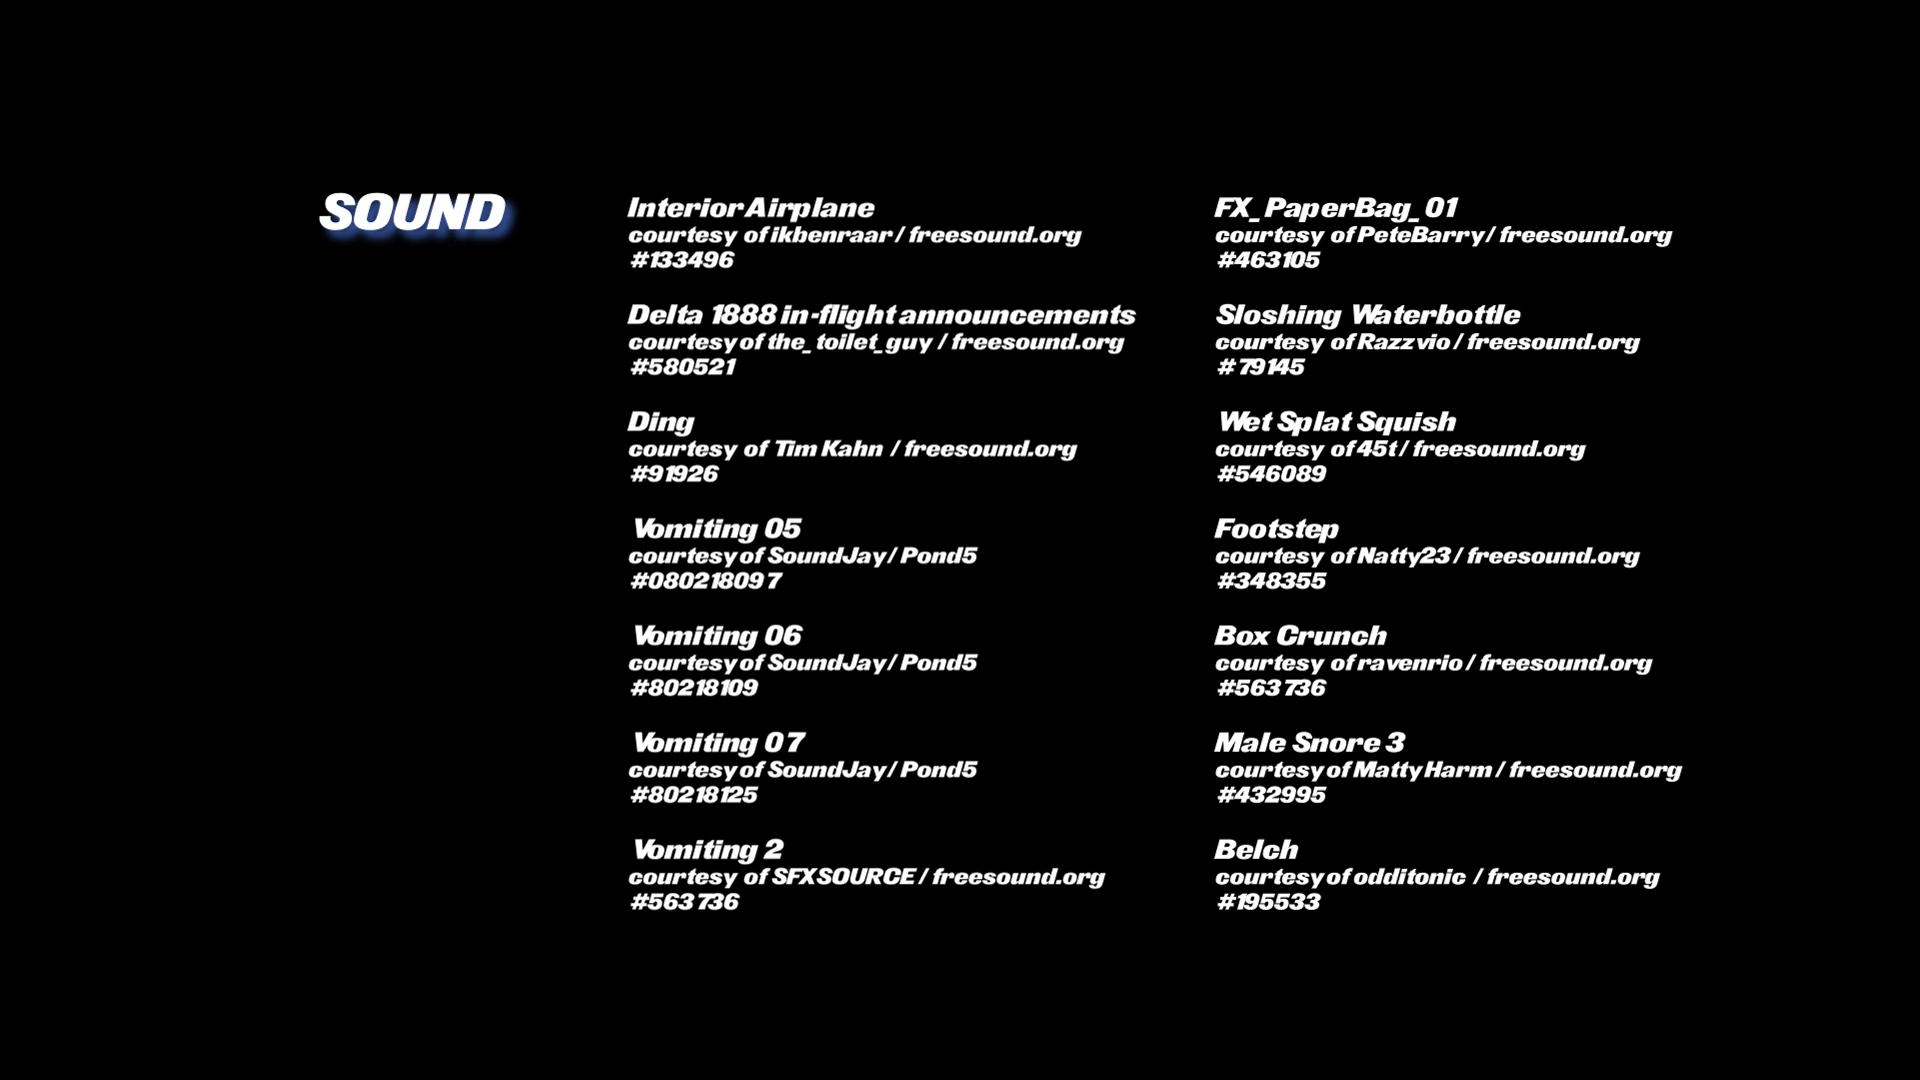 SOUND
Interior Airplane
courtesy of ikbenraar / freesound.org
#133496
Delta 1888 in-flight announcements
courtesy of the_toilet_guy / freesound.org
#580521
Ding
courtesy of Tim Kahn / freesound.org
#91926
Vomiting 05
courtesy of SoundJay / Pond5
#080218097
Vomiting 06
courtesy of SoundJay / Pond5
#80218109
Vomiting 07
courtesy of SoundJay / Pond5
#80218125
Vomiting 2
courtesy of SFXSOURCE / freesound.org
#563736
FX_PaperBag_01
courtesy of PeteBarry / freesound.org
#463105
Sloshing Waterbottle
courtesy of Razzvio / freesound.org
#79145
Wet Splat Squish
courtesy of 45t / freesound.org
#546089
Footstep
courtesy of Natty23 / freesound.org
#348355
Box Crunch
courtesy of ravenrio / freesound.org
#563736
Male Snore 3
courtesy of MattyHarm / freesound.org
#432995
Belch
courtesy of odditonic / freesound.org
#195533